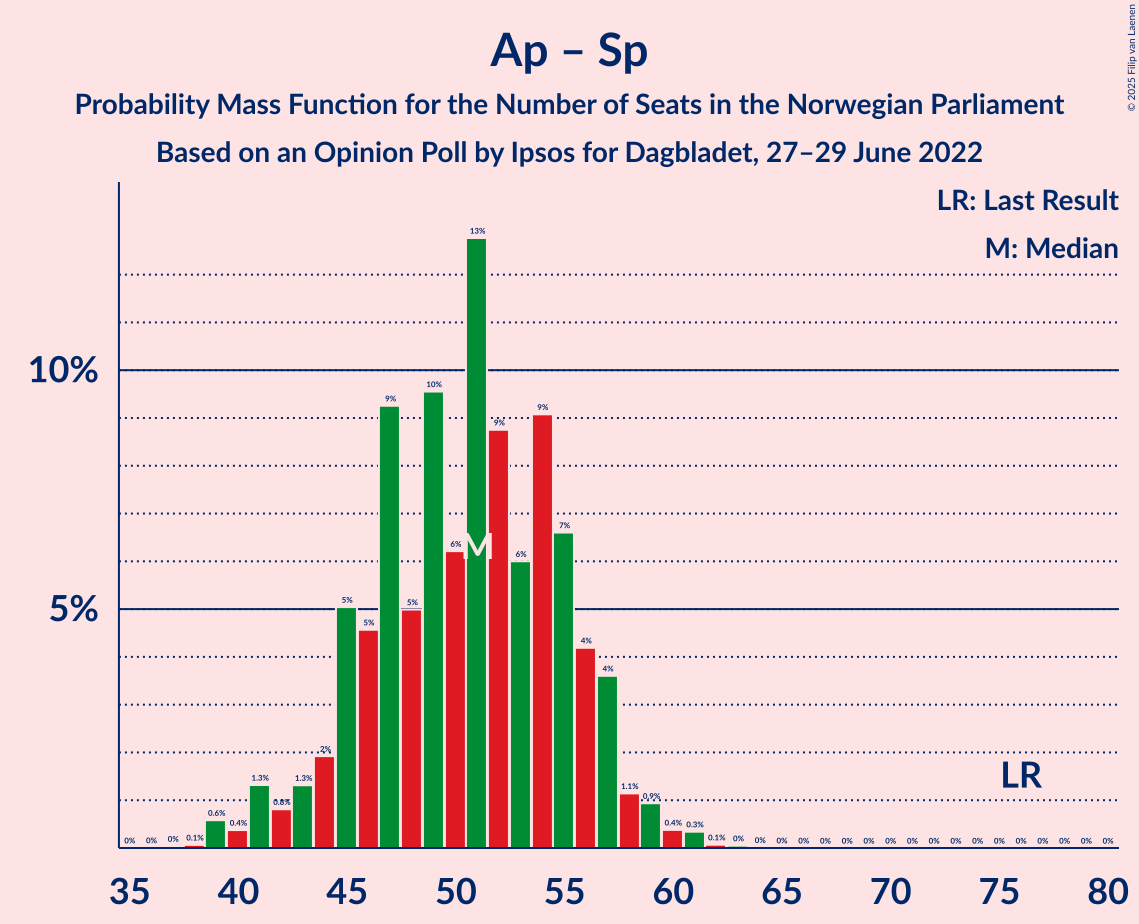 Ap – Sp
Probability Mass Function for the Number of Seats in the Norwegian Parliament
Based on an Opinion Poll by Ipsos for Dagbladet, 27–29 June 2022
© 2025 Filip van Laenen
LR: Last Result
M: Median
10%
5%
0% 0% 0% 0.1% 0.6% 0.4% 1.3% 0.8% 1.3% 2% 5% 5% 9% 5% 10% 6% 13% 9% 6% 9% 7% 4% 4% 1.1% 0.9% 0.4% 0.3% 0.1% 0% 0% 0% 0% 0% 0% 0% 0% 0% 0% 0% 0% 0% 0% 0% 0% 0% 0%
M
LR
35 40 45 50 55 60 65 70 75 80